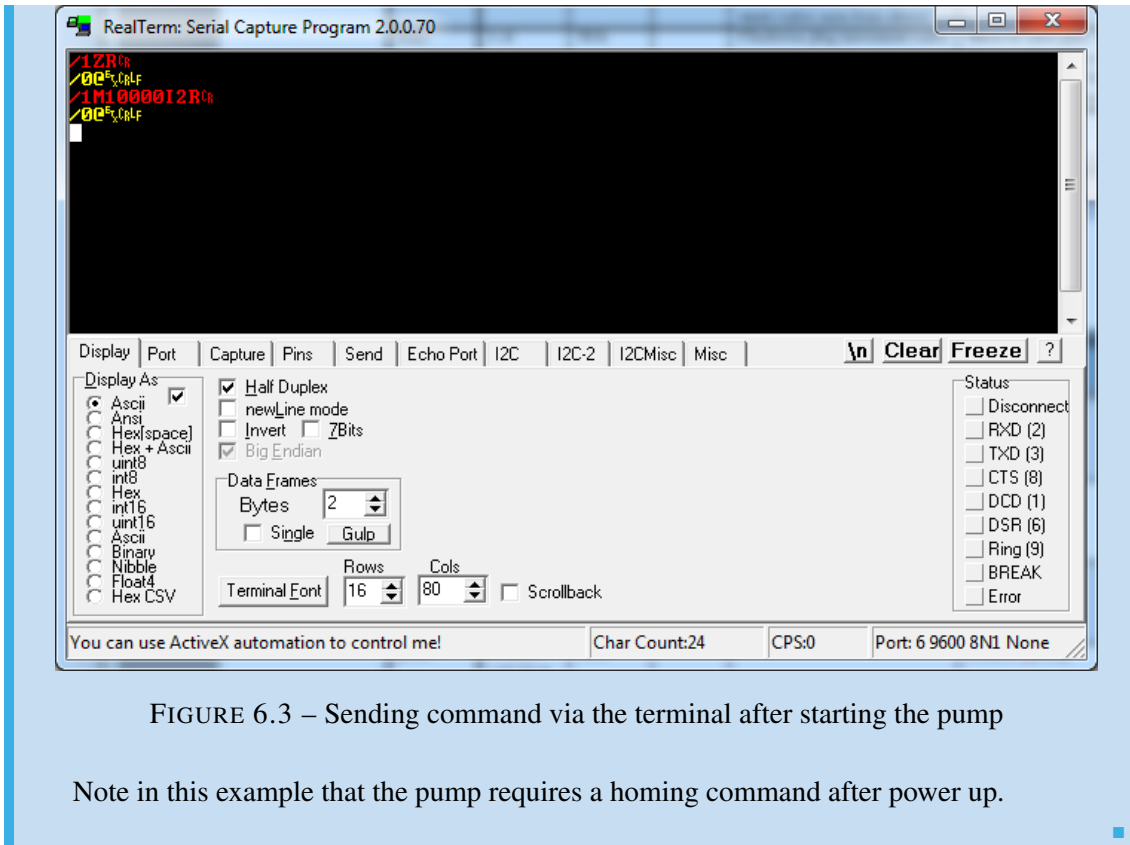 RealTerm: Serial Capture Program 2.0.0.70
/1ZRCR
/0@EXCRLF
/1M10000I2RCR
/0@EXCRLF
Display Port Capture Pins Send Echo Port I2C I2C-2 I2CMisc Misc \n Clear Freeze ?
Display As
Ascii
Ansi
Hex[space]
Hex + Ascii
uint8
int8
Hex
int16
uint16
Ascii
Binary
Nibble
Float4
Hex CSV
Half Duplex
newLine mode
Invert 7Bits
Big Endian
Data Frames
Bytes 2
Single Gulp
Rows Cols
Terminal Font 16 80 Scrollback
Status
Disconnect
RXD (2)
TXD (3)
CTS (8)
DCD (1)
DSR (6)
Ring (9)
BREAK
Error
You can use ActiveX automation to control me! Char Count:24 CPS:0 Port: 6 9600 8N1 None
FIGURE 6.3 – Sending command via the terminal after starting the pump
Note in this example that the pump requires a homing command after power up.